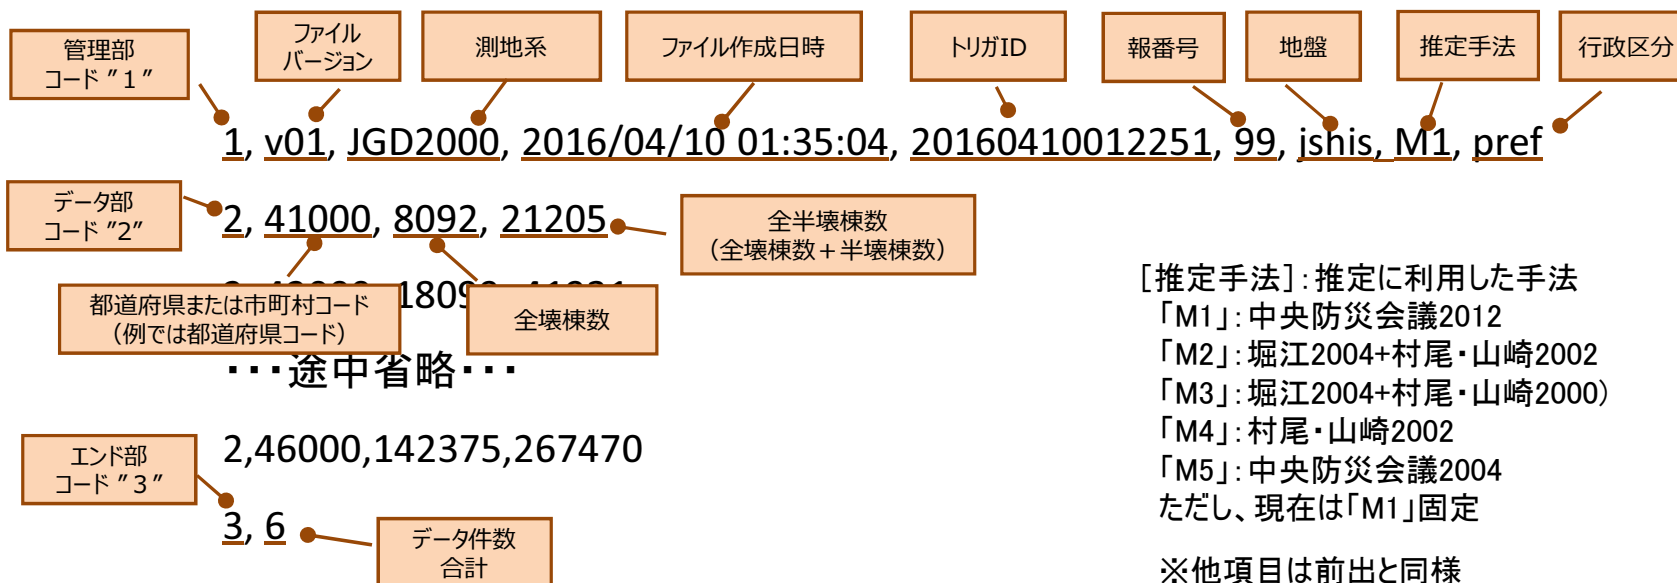 管理部
コード ″１″
ファイル
バージョン
測地系
ファイル作成日時
トリガID
報番号
地盤
推定手法
行政区分
1, v01, JGD2000, 2016/04/10 01:35:04, 20160410012251, 99, jshis, M1, pref
データ部
コード ″2″
2, 41000, 8092, 21205
全半壊棟数
（全壊棟数＋半壊棟数）
都道府県または市町村コード
（例では都道府県コード）
全壊棟数
･･･途中省略･･･
2,46000,142375,267470
エンド部
コード ″３″
3, 6
データ件数
合計
［推定手法］：推定に利用した手法
「M1」：中央防災会議2012
「M2」：堀江2004+村尾・山崎2002
「M3」：堀江2004+村尾・山崎2000）
「M4」：村尾・山崎2002
「M5」：中央防災会議2004
ただし、現在は「M1」固定
※他項目は前出と同様